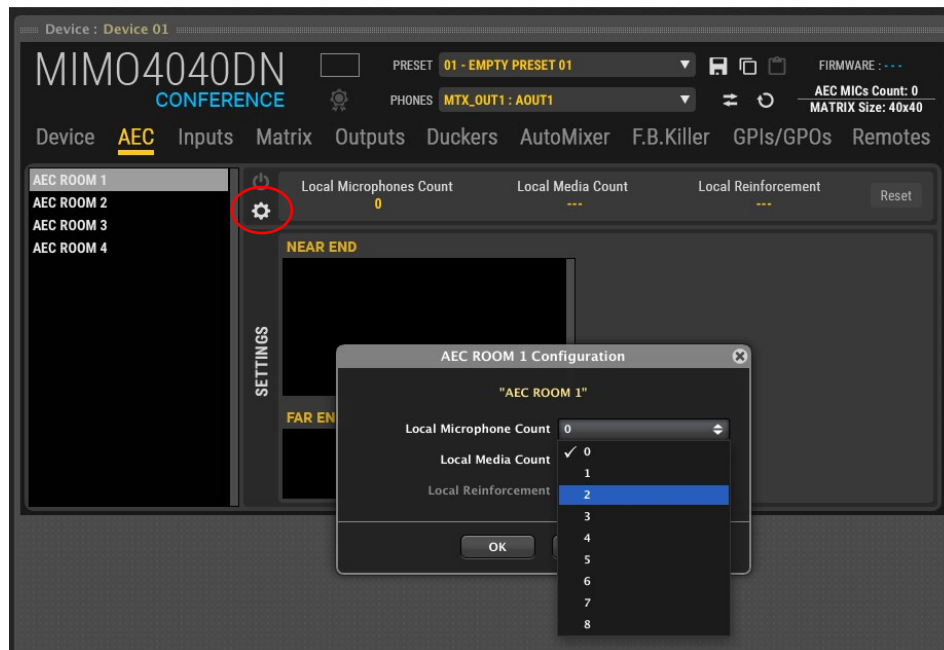 Device : Device 01
MIMO4040DN
CONFERENCE
PRESET 01 - EMPTY PRESET 01
FIRMWARE : ---
PHONES MTX_OUT1 : AOUT1
AEC MICs Count: 0
MATRIX Size: 40x40
Device AEC Inputs Matrix Outputs Duckers AutoMixer F.B.Killer GPIs/GPOs Remotes
AEC ROOM 1
AEC ROOM 2
AEC ROOM 3
AEC ROOM 4
SETTINGS
Local Microphones Count Local Media Count Local Reinforcement
0 --- ---
Reset
NEAR END
FAR EN
AEC ROOM 1 Configuration
"AEC ROOM 1"
Local Microphone Count 0
Local Media Count
Local Reinforcement
0
1
2
3
4
5
6
7
8
OK